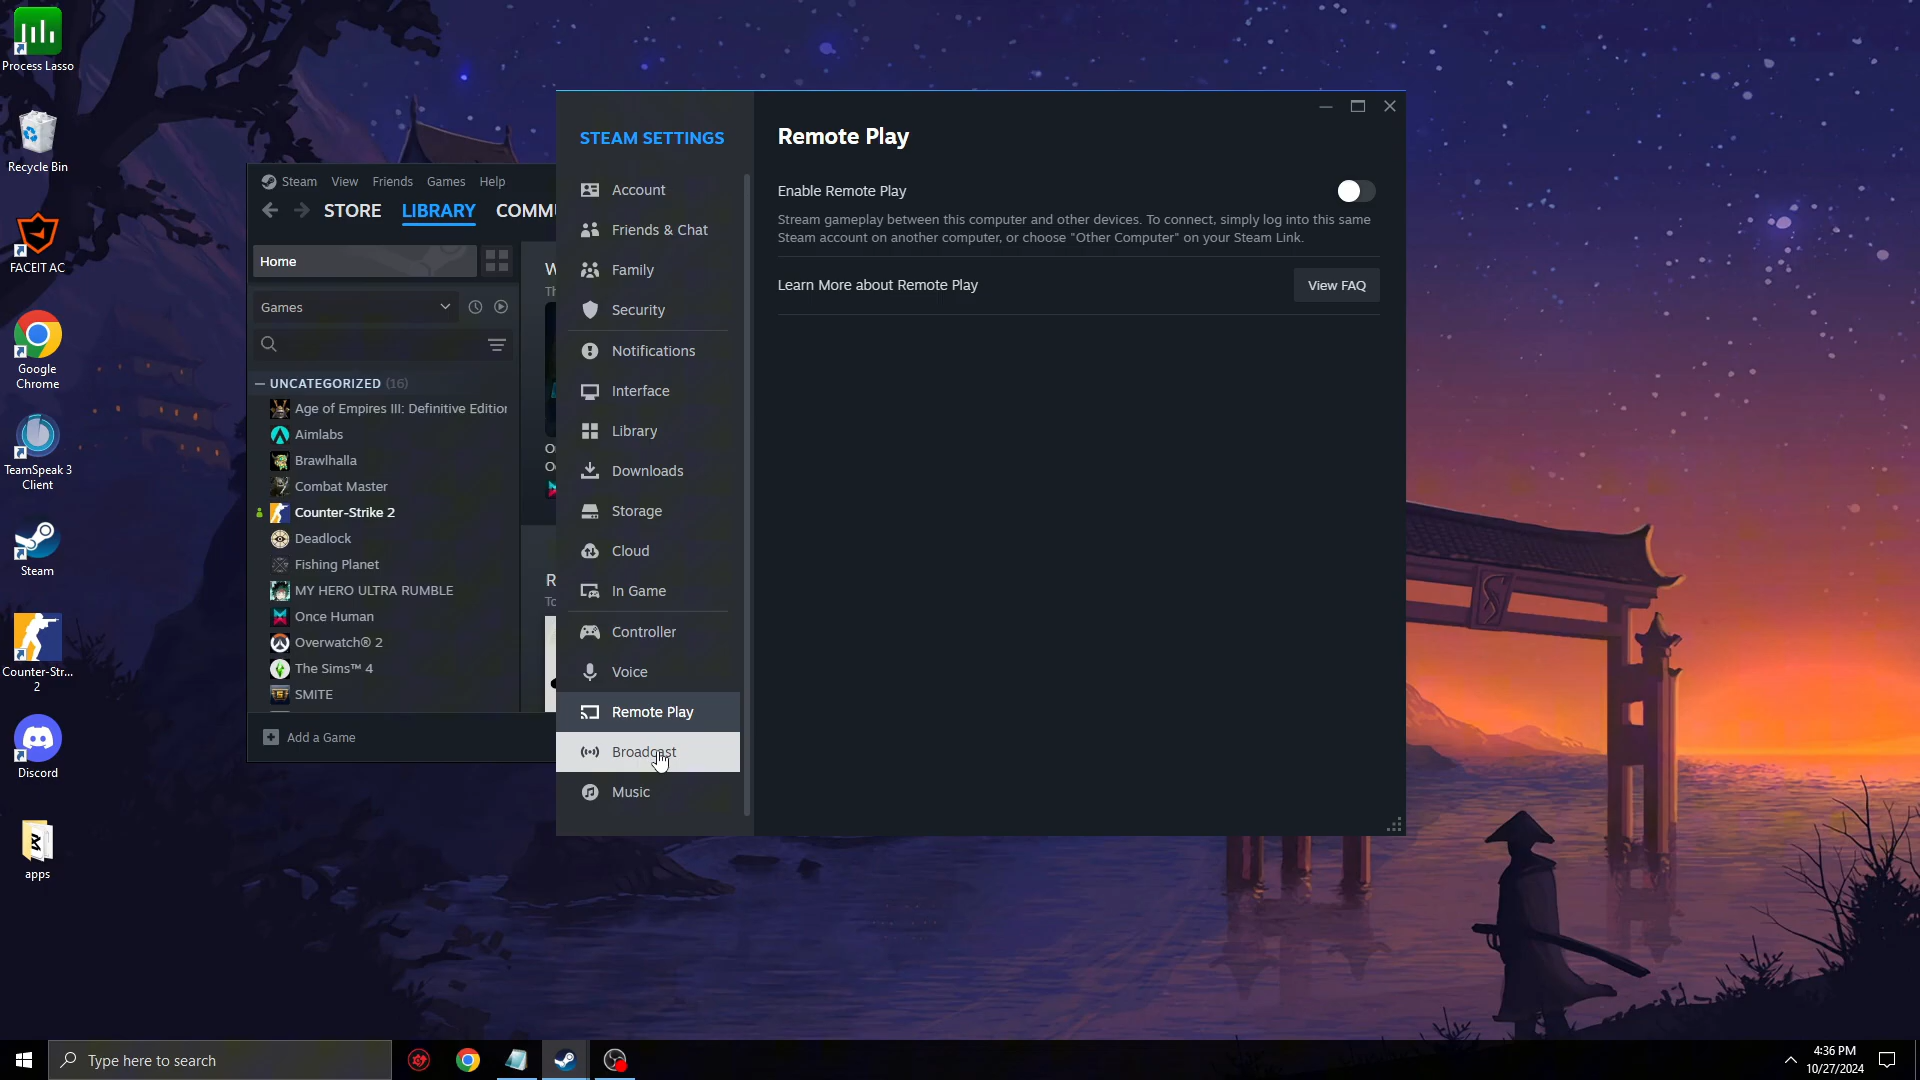 Process Lasso
Recycle Bin
FACEIT AC
Google
Chrome
TeamSpeak 3
Client
Steam
Counter-Str...
2
Discord
apps
Steam View Friends Games Help
STORE LIBRARY COMMU
Home
Games
UNCATEGORIZED (16)
Age of Empires III: Definitive Edition
Aimlabs
Brawlhalla
Combat Master
Counter-Strike 2
Deadlock
Fishing Planet
MY HERO ULTRA RUMBLE
Once Human
Overwatch® 2
The Sims™ 4
SMITE
Add a Game
STEAM SETTINGS
Account
Friends & Chat
Family
Security
Notifications
Interface
Library
Downloads
Storage
Cloud
In Game
Controller
Voice
Remote Play
Broadcast
Music
Remote Play
Enable Remote Play
Stream gameplay between this computer and other devices. To connect, simply log into this same
Steam account on another computer, or choose "Other Computer" on your Steam Link.
Learn More about Remote Play
View FAQ
Type here to search
4:36 PM
10/27/2024